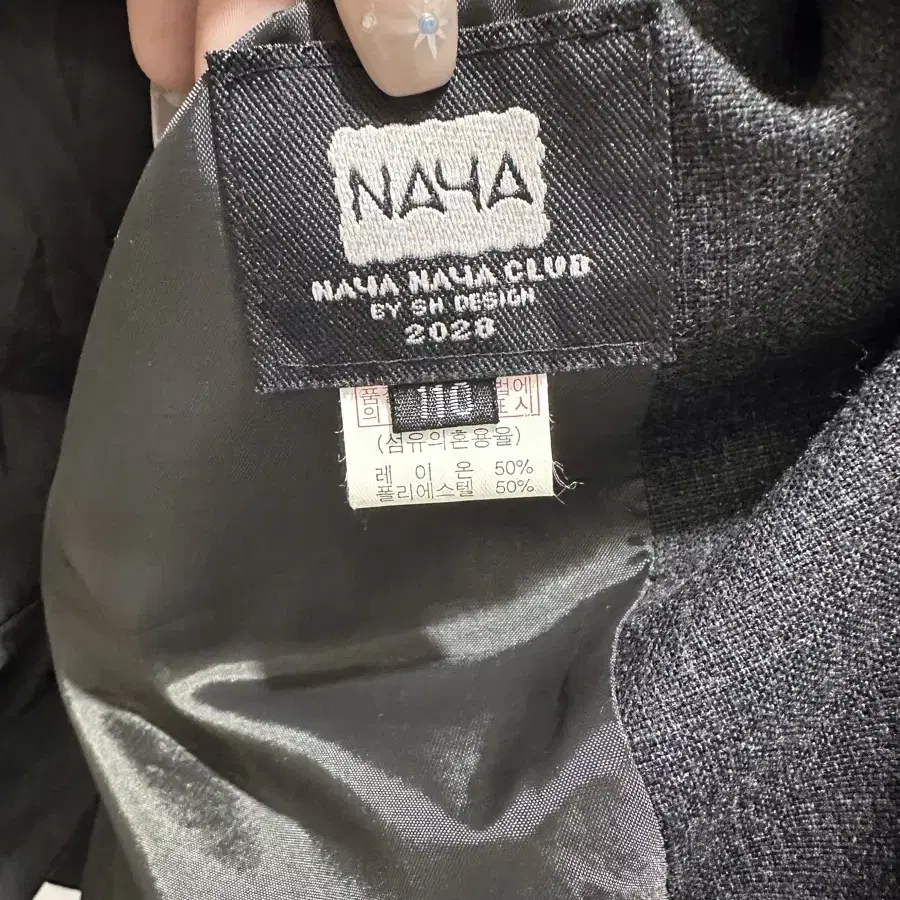 NAYA
NAYA NAYA CLUB
BY SH DESIGN
2028
110
(섬유의혼용율)
레이온 50%
폴리에스텔 50%